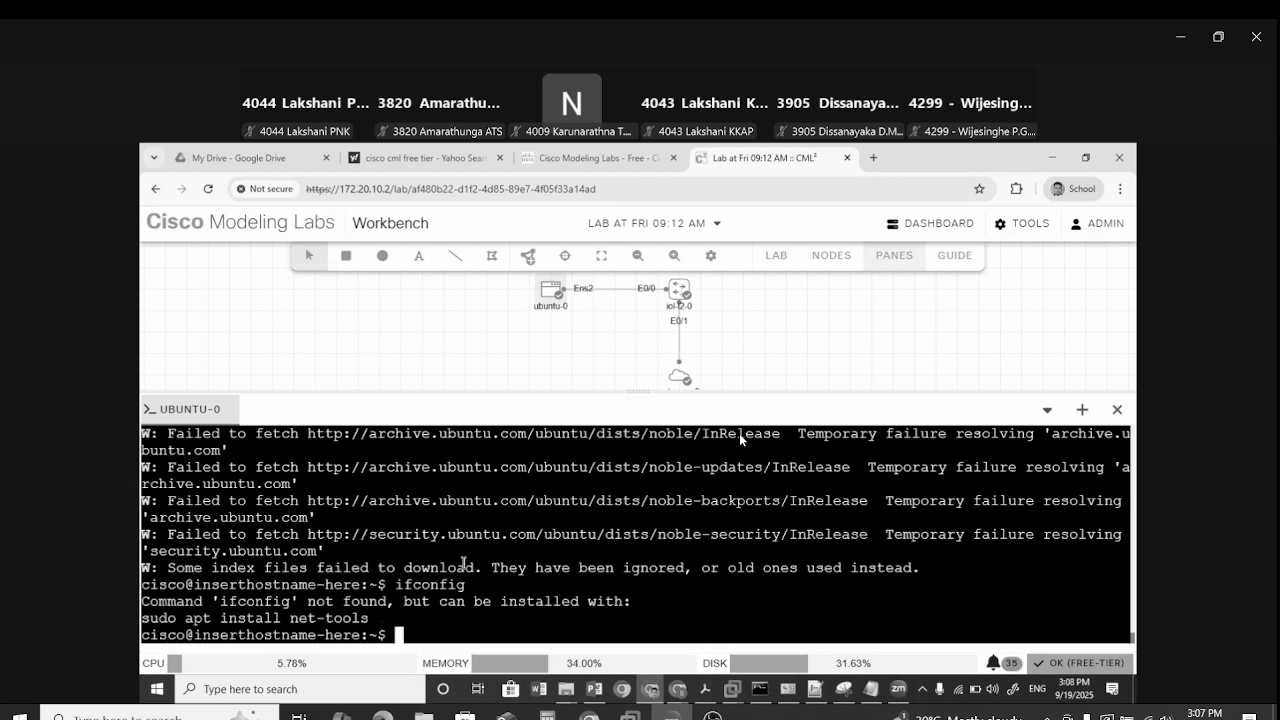 4044 Lakshani P... 3820 Amarathu... N 4043 Lakshani K... 3905 Dissanaya... 4299 - Wijesing...
4044 Lakshani PNK 3820 Amarathunga ATS 4009 Karunarathna T... 4043 Lakshani KKAP 3905 Dissanayaka D.M... 4299 - Wijesinghe P.G....
My Drive - Google Drive cisco cml free tier - Yahoo Sear Cisco Modeling Labs - Free - Ci Lab at Fri 09:12 AM :: CML²
Not secure https://172.20.10.2/lab/af480b22-d1f2-4d85-89e7-4f05f33a14ad School
Cisco Modeling Labs Workbench LAB AT FRI 09:12 AM DASHBOARD TOOLS ADMIN
A LAB NODES PANES GUIDE
Ens2 E0/0
ubuntu-0 iol-l2-0
E0/1
UBUNTU-0
W: Failed to fetch http://archive.ubuntu.com/ubuntu/dists/noble/InRelease Temporary failure resolving 'archive.u
buntu.com'
W: Failed to fetch http://archive.ubuntu.com/ubuntu/dists/noble-updates/InRelease Temporary failure resolving 'a
rchive.ubuntu.com'
W: Failed to fetch http://archive.ubuntu.com/ubuntu/dists/noble-backports/InRelease Temporary failure resolving
'archive.ubuntu.com'
W: Failed to fetch http://security.ubuntu.com/ubuntu/dists/noble-security/InRelease Temporary failure resolving
'security.ubuntu.com'
W: Some index files failed to download. They have been ignored, or old ones used instead.
cisco@inserthostname-here:~$ ifconfig
Command 'ifconfig' not found, but can be installed with:
sudo apt install net-tools
cisco@inserthostname-here:~$
CPU 5.78% MEMORY 34.00% DISK 31.63% 35 OK (FREE-TIER)
Type here to search ENG 3:08 PM
9/19/2025
Type here to search 3:07 PM